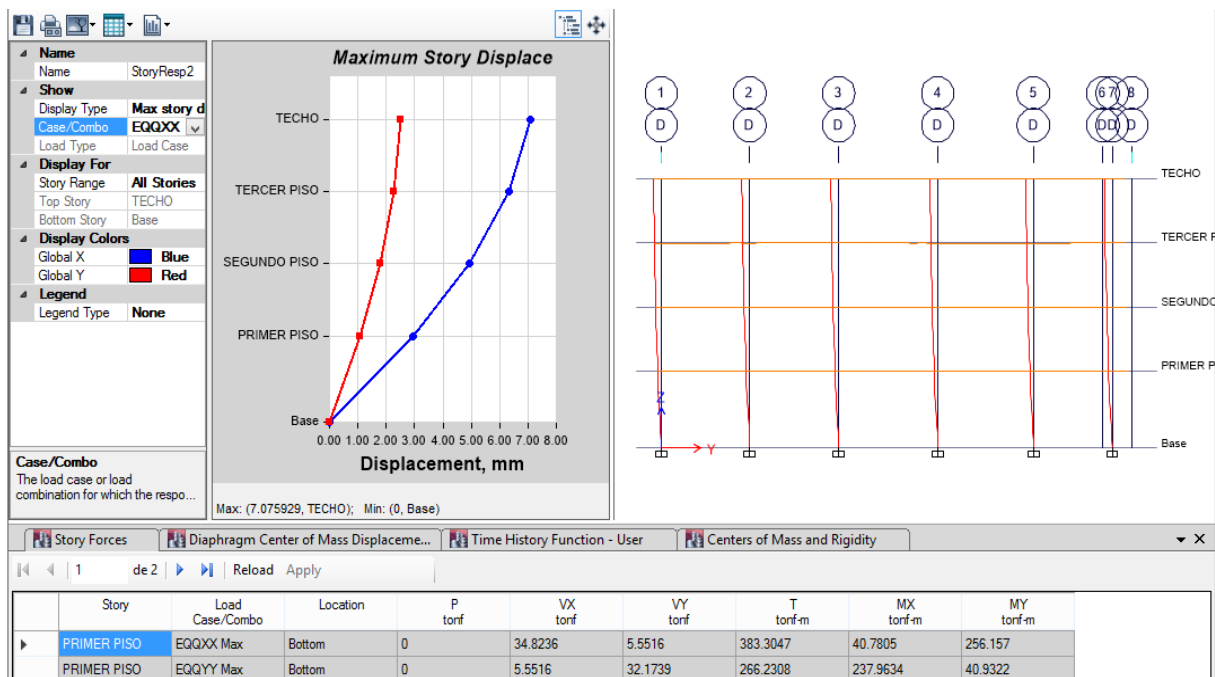 Name
Name StoryResp2
Show
Display Type Max story d
Case/Combo EQQXX
Load Type Load Case
Display For
Story Range All Stories
Top Story TECHO
Bottom Story Base
Display Colors
Global X Blue
Global Y Red
Legend
Legend Type None
Case/Combo
The load case or load
combination for which the respo...
Maximum Story Displace
TECHO
TERCER PISO
SEGUNDO PISO
PRIMER PISO
Base
0.00 1.00 2.00 3.00 4.00 5.00 6.00 7.00 8.00
Displacement, mm
Max: (7.075929, TECHO); Min: (0, Base)
1 2 3 4 5 6 7 8
D D D D D D D D
TECHO
TERCER P
SEGUNDO
PRIMER P
Base
Z
Y
Story Forces Diaphragm Center of Mass Displaceme... Time History Function - User Centers of Mass and Rigidity
1 de 2 Reload Apply
Story Load Case/Combo Location P tonf VX tonf VY tonf T tonf-m MX tonf-m MY tonf-m
PRIMER PISO EQQXX Max Bottom 0 34.8236 5.5516 383.3047 40.7805 256.157
PRIMER PISO EQQYY Max Bottom 0 5.5516 32.1739 266.2308 237.9634 40.9322